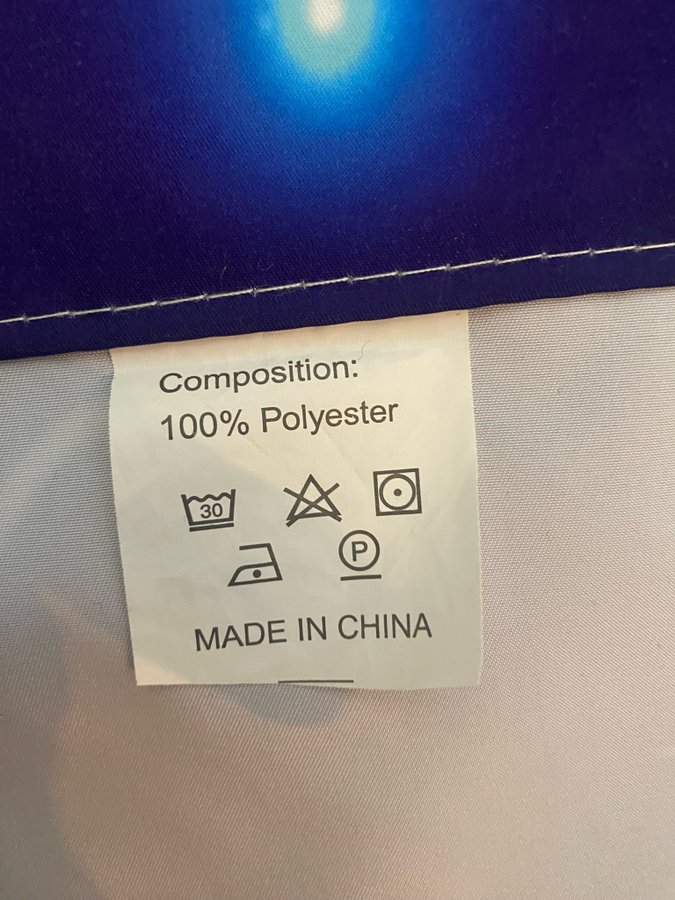 Composition:
100% Polyester
30
P
MADE IN CHINA